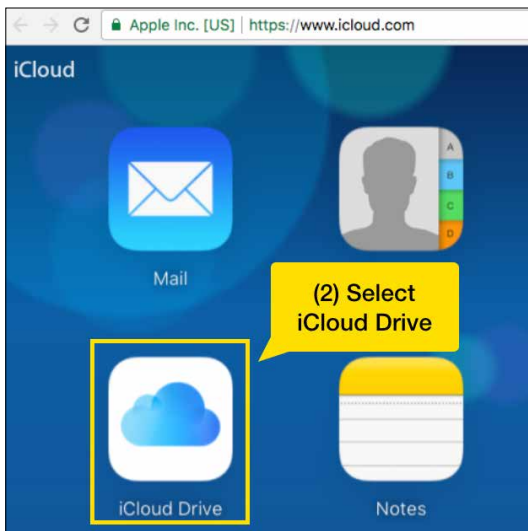 Apple Inc. [US] | https://www.icloud.com
iCloud
A
B
C
D
Mail
(2) Select
iCloud Drive
iCloud Drive
Notes